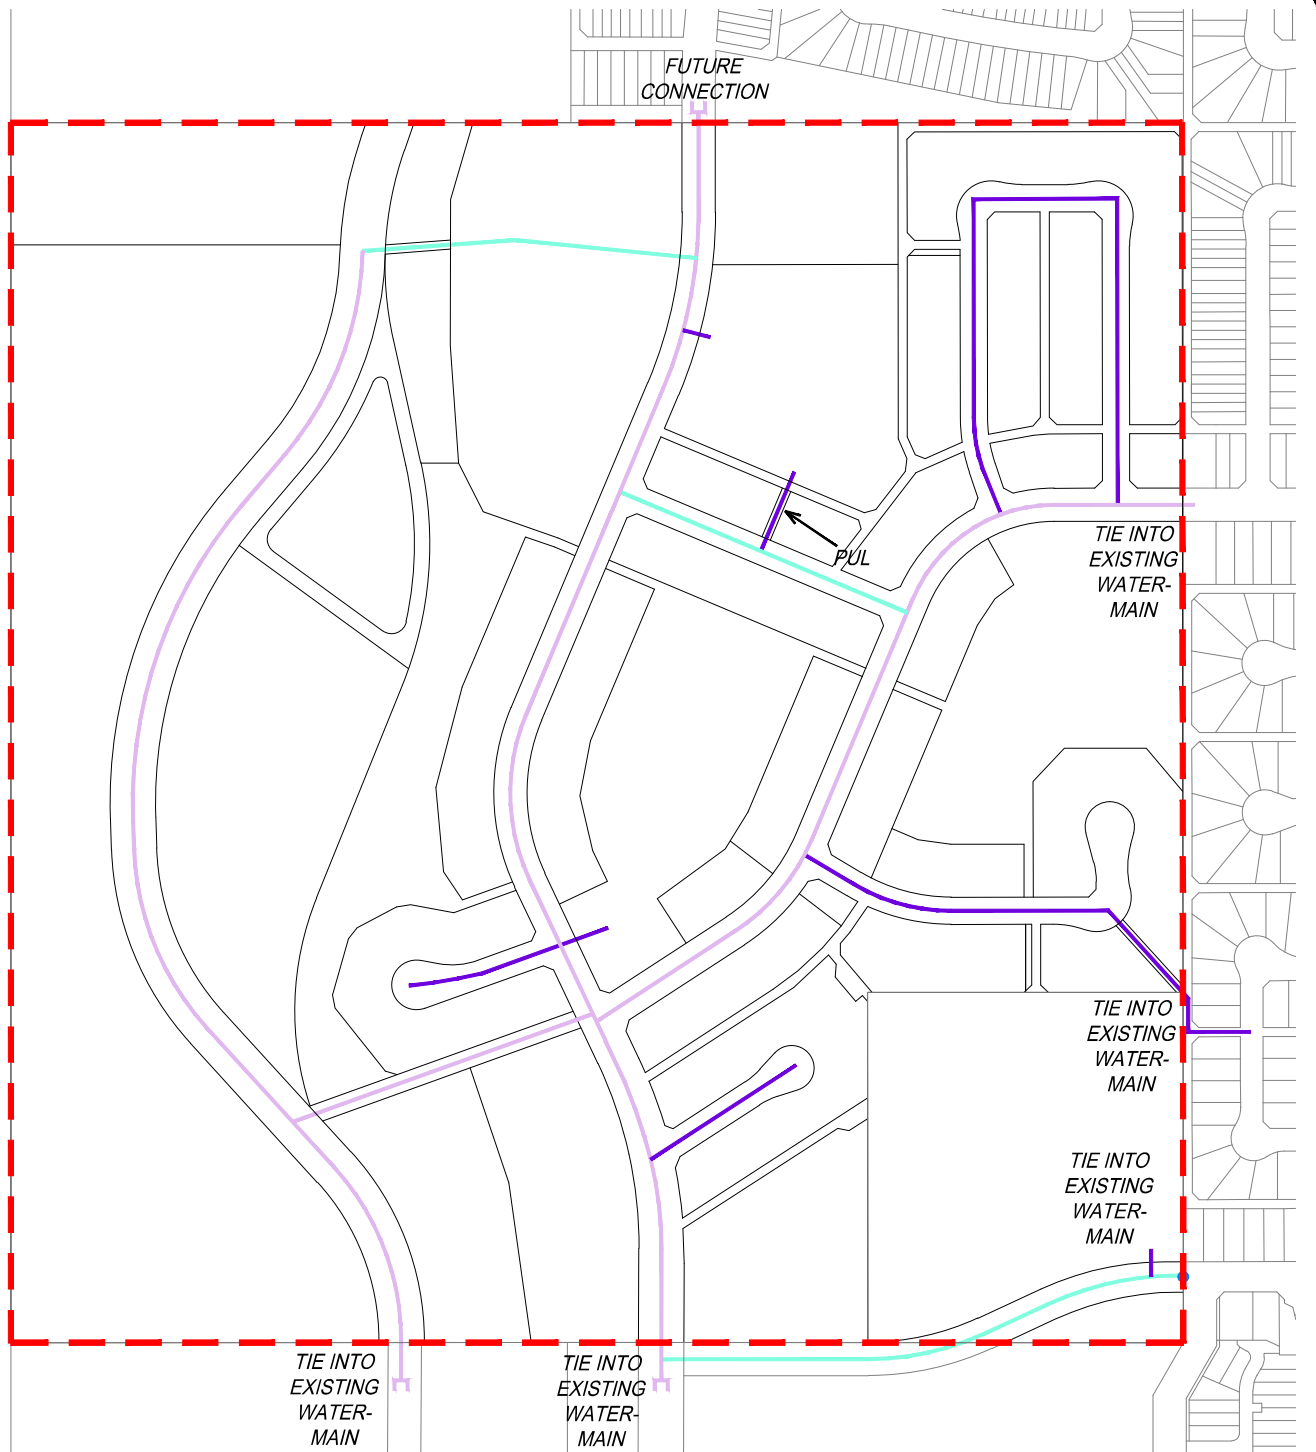 FUTURE
CONNECTION
PUL
TIE INTO
EXISTING
WATER-
MAIN
TIE INTO
EXISTING
WATER-
MAIN
TIE INTO
EXISTING
WATER-
MAIN
TIE INTO
EXISTING
WATER-
MAIN
TIE INTO
EXISTING
WATER-
MAIN